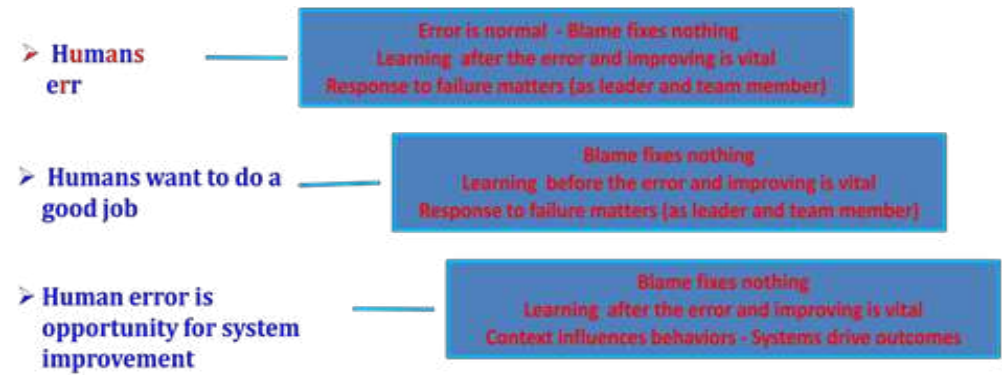 ➢ Humans
err
Error is normal - Blame fixes nothing
Learning after the error and improving is vital
Response to failure matters (as leader and team member)
➢ Humans want to do a
good job
Blame fixes nothing
Learning before the error and improving is vital
Response to failure matters (as leader and team member)
➢ Human error is
opportunity for system
improvement
Blame fixes nothing
Learning after the error and improving is vital
Context influences behaviors - Systems drive outcomes